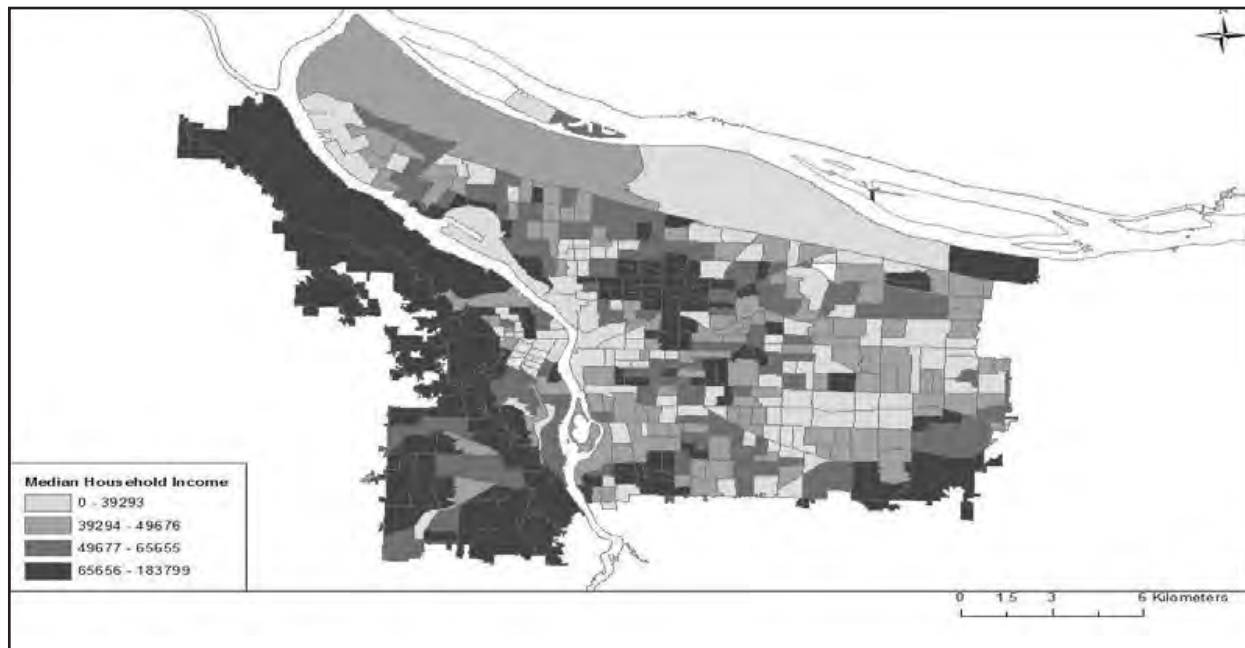 N
Median Household Income
0 - 39293
39294 - 49676
49677 - 65655
65656 - 183799
0 1.5 3 6 Kilometers